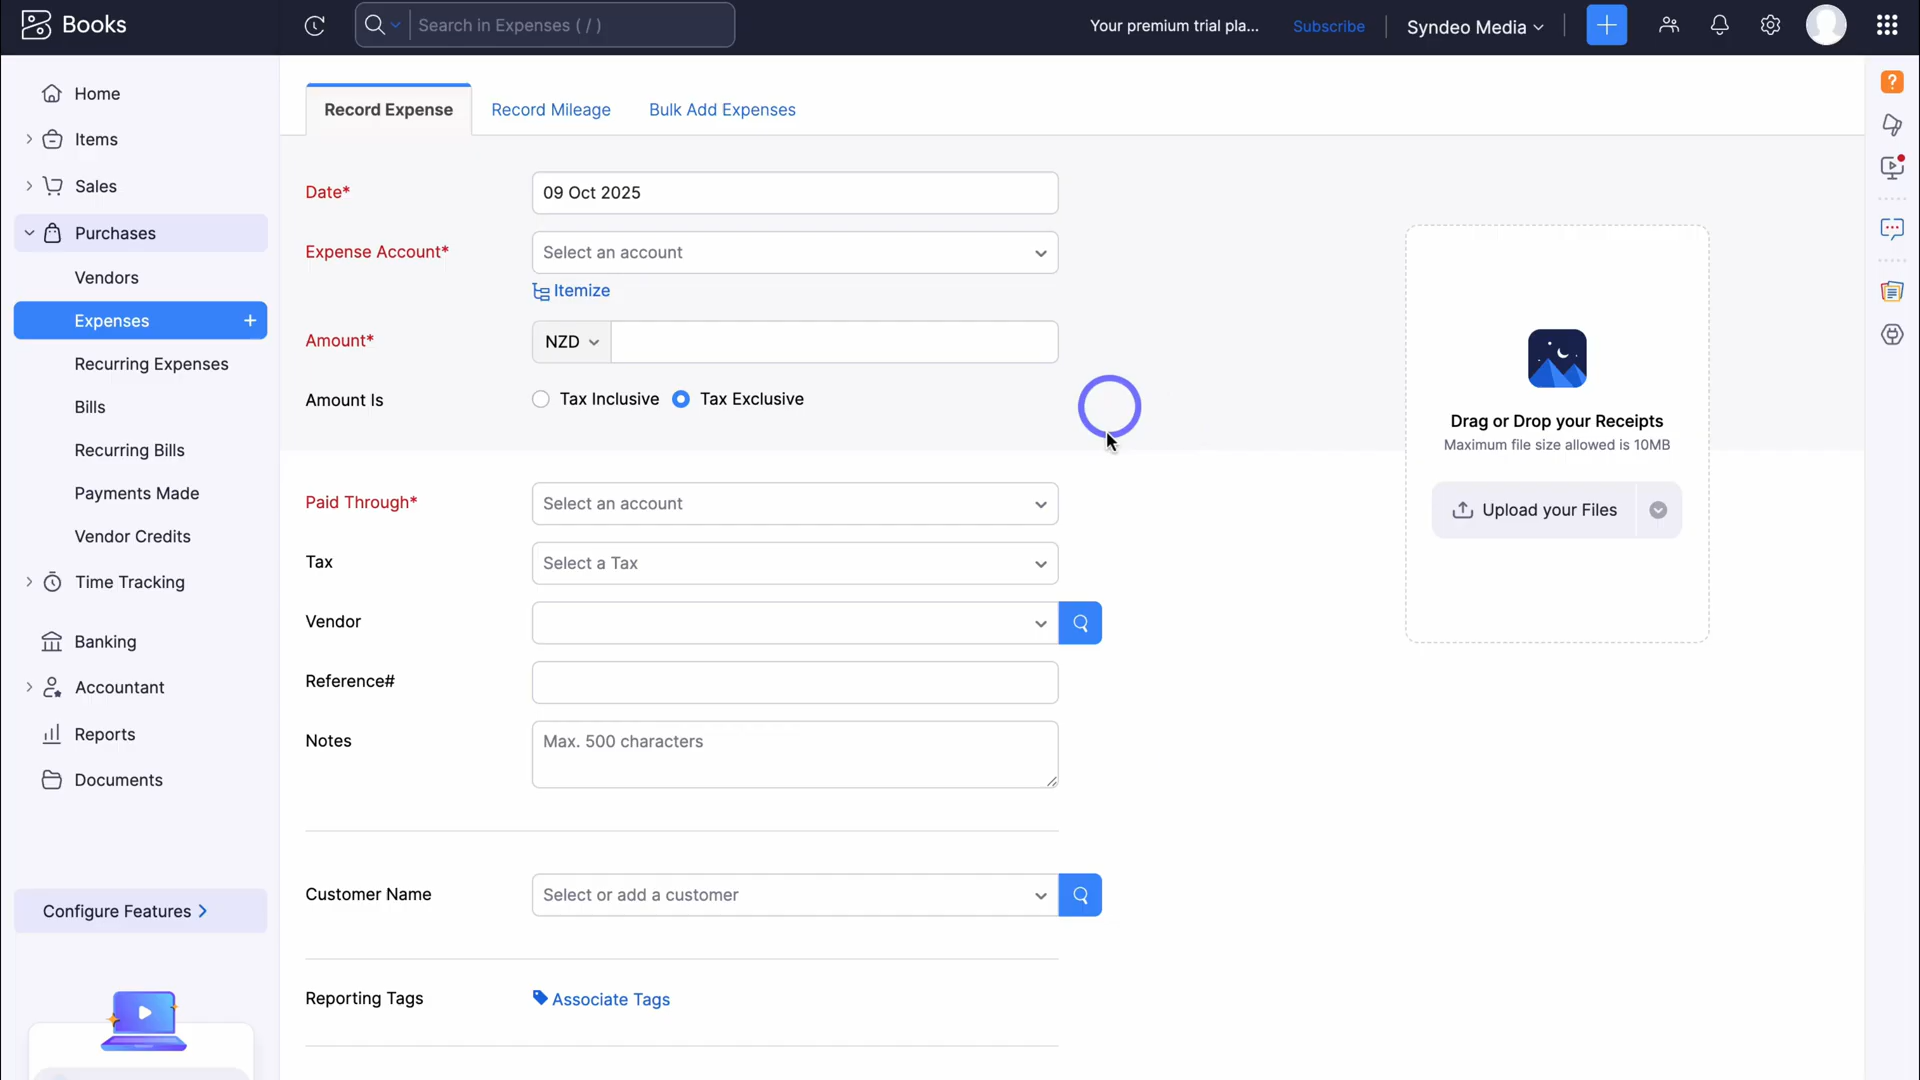 Books
Search in Expenses ( / )
Your premium trial pla...
Subscribe
Syndeo Media
Home
Items
Sales
Purchases
Vendors
Expenses
Recurring Expenses
Bills
Recurring Bills
Payments Made
Vendor Credits
Time Tracking
Banking
Accountant
Reports
Documents
Configure Features
Record Expense
Record Mileage
Bulk Add Expenses
Date*
09 Oct 2025
Expense Account*
Select an account
Itemize
Amount*
NZD
Amount Is
Tax Inclusive
Tax Exclusive
Paid Through*
Select an account
Tax
Select a Tax
Vendor
Reference#
Notes
Max. 500 characters
Customer Name
Select or add a customer
Reporting Tags
Associate Tags
Drag or Drop your Receipts
Maximum file size allowed is 10MB
Upload your Files
?